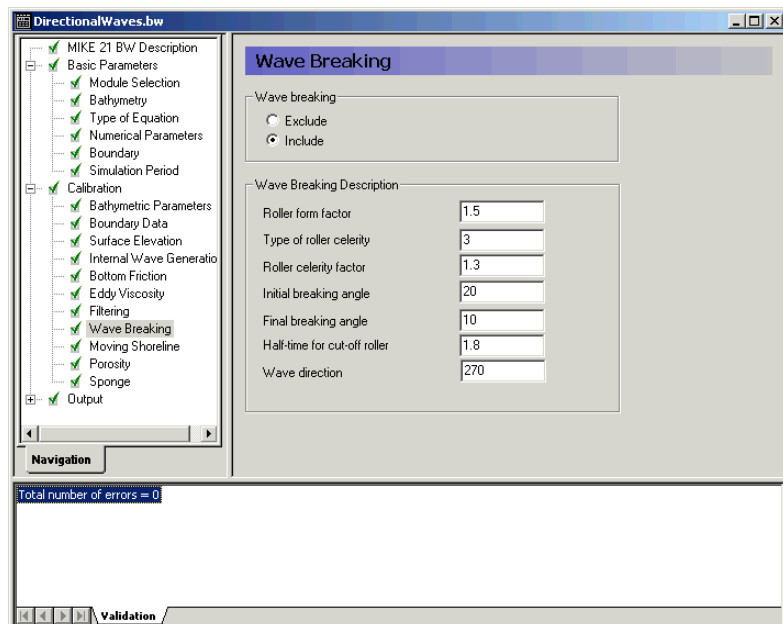 DirectionalWaves.bw
MIKE 21 BW Description
Basic Parameters
Module Selection
Bathymetry
Type of Equation
Numerical Parameters
Boundary
Simulation Period
Calibration
Bathymetric Parameters
Boundary Data
Surface Elevation
Internal Wave Generatio
Bottom Friction
Eddy Viscosity
Filtering
Wave Breaking
Moving Shoreline
Porosity
Sponge
Output
Navigation
Wave Breaking
Wave breaking
Exclude
Include
Wave Breaking Description
Roller form factor 1.5
Type of roller celerity 3
Roller celerity factor 1.3
Initial breaking angle 20
Final breaking angle 10
Half-time for cut-off roller 1.8
Wave direction 270
Total number of errors = 0
Validation